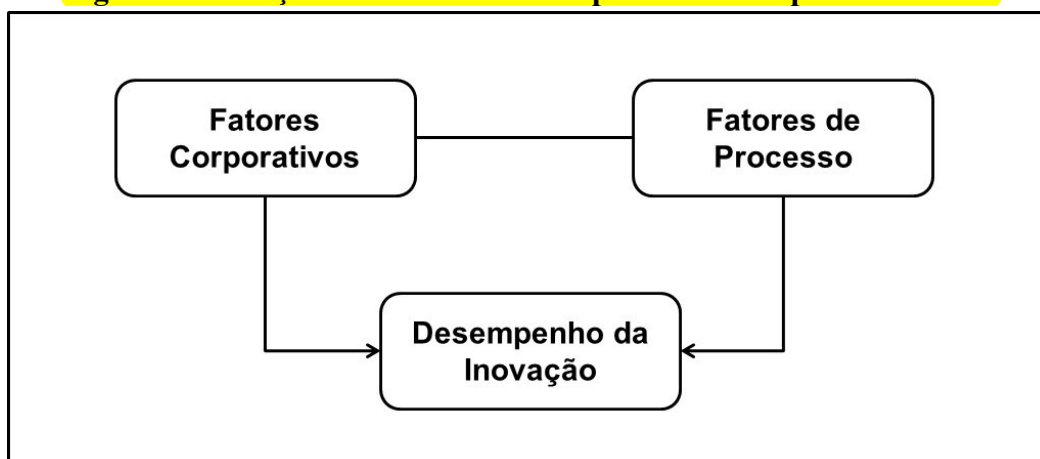 Fatores
Corporativos
Fatores de
Processo
Desempenho da
Inovação